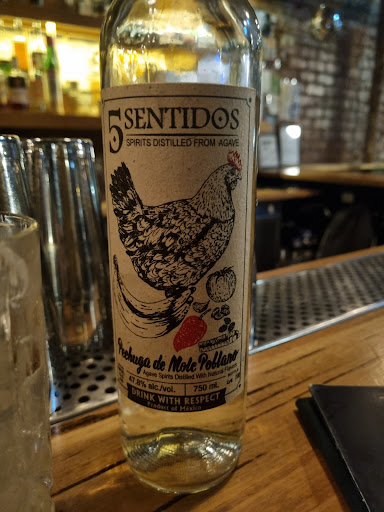 5 SENTIDOS
SPIRITS DISTILLED FROM AGAVE
Pechuga de Mole Poblano
Agave Spirits Distilled With Natural Flavors
47.8% alc./vol. 750 ml
DRINK WITH RESPECT
Product of México